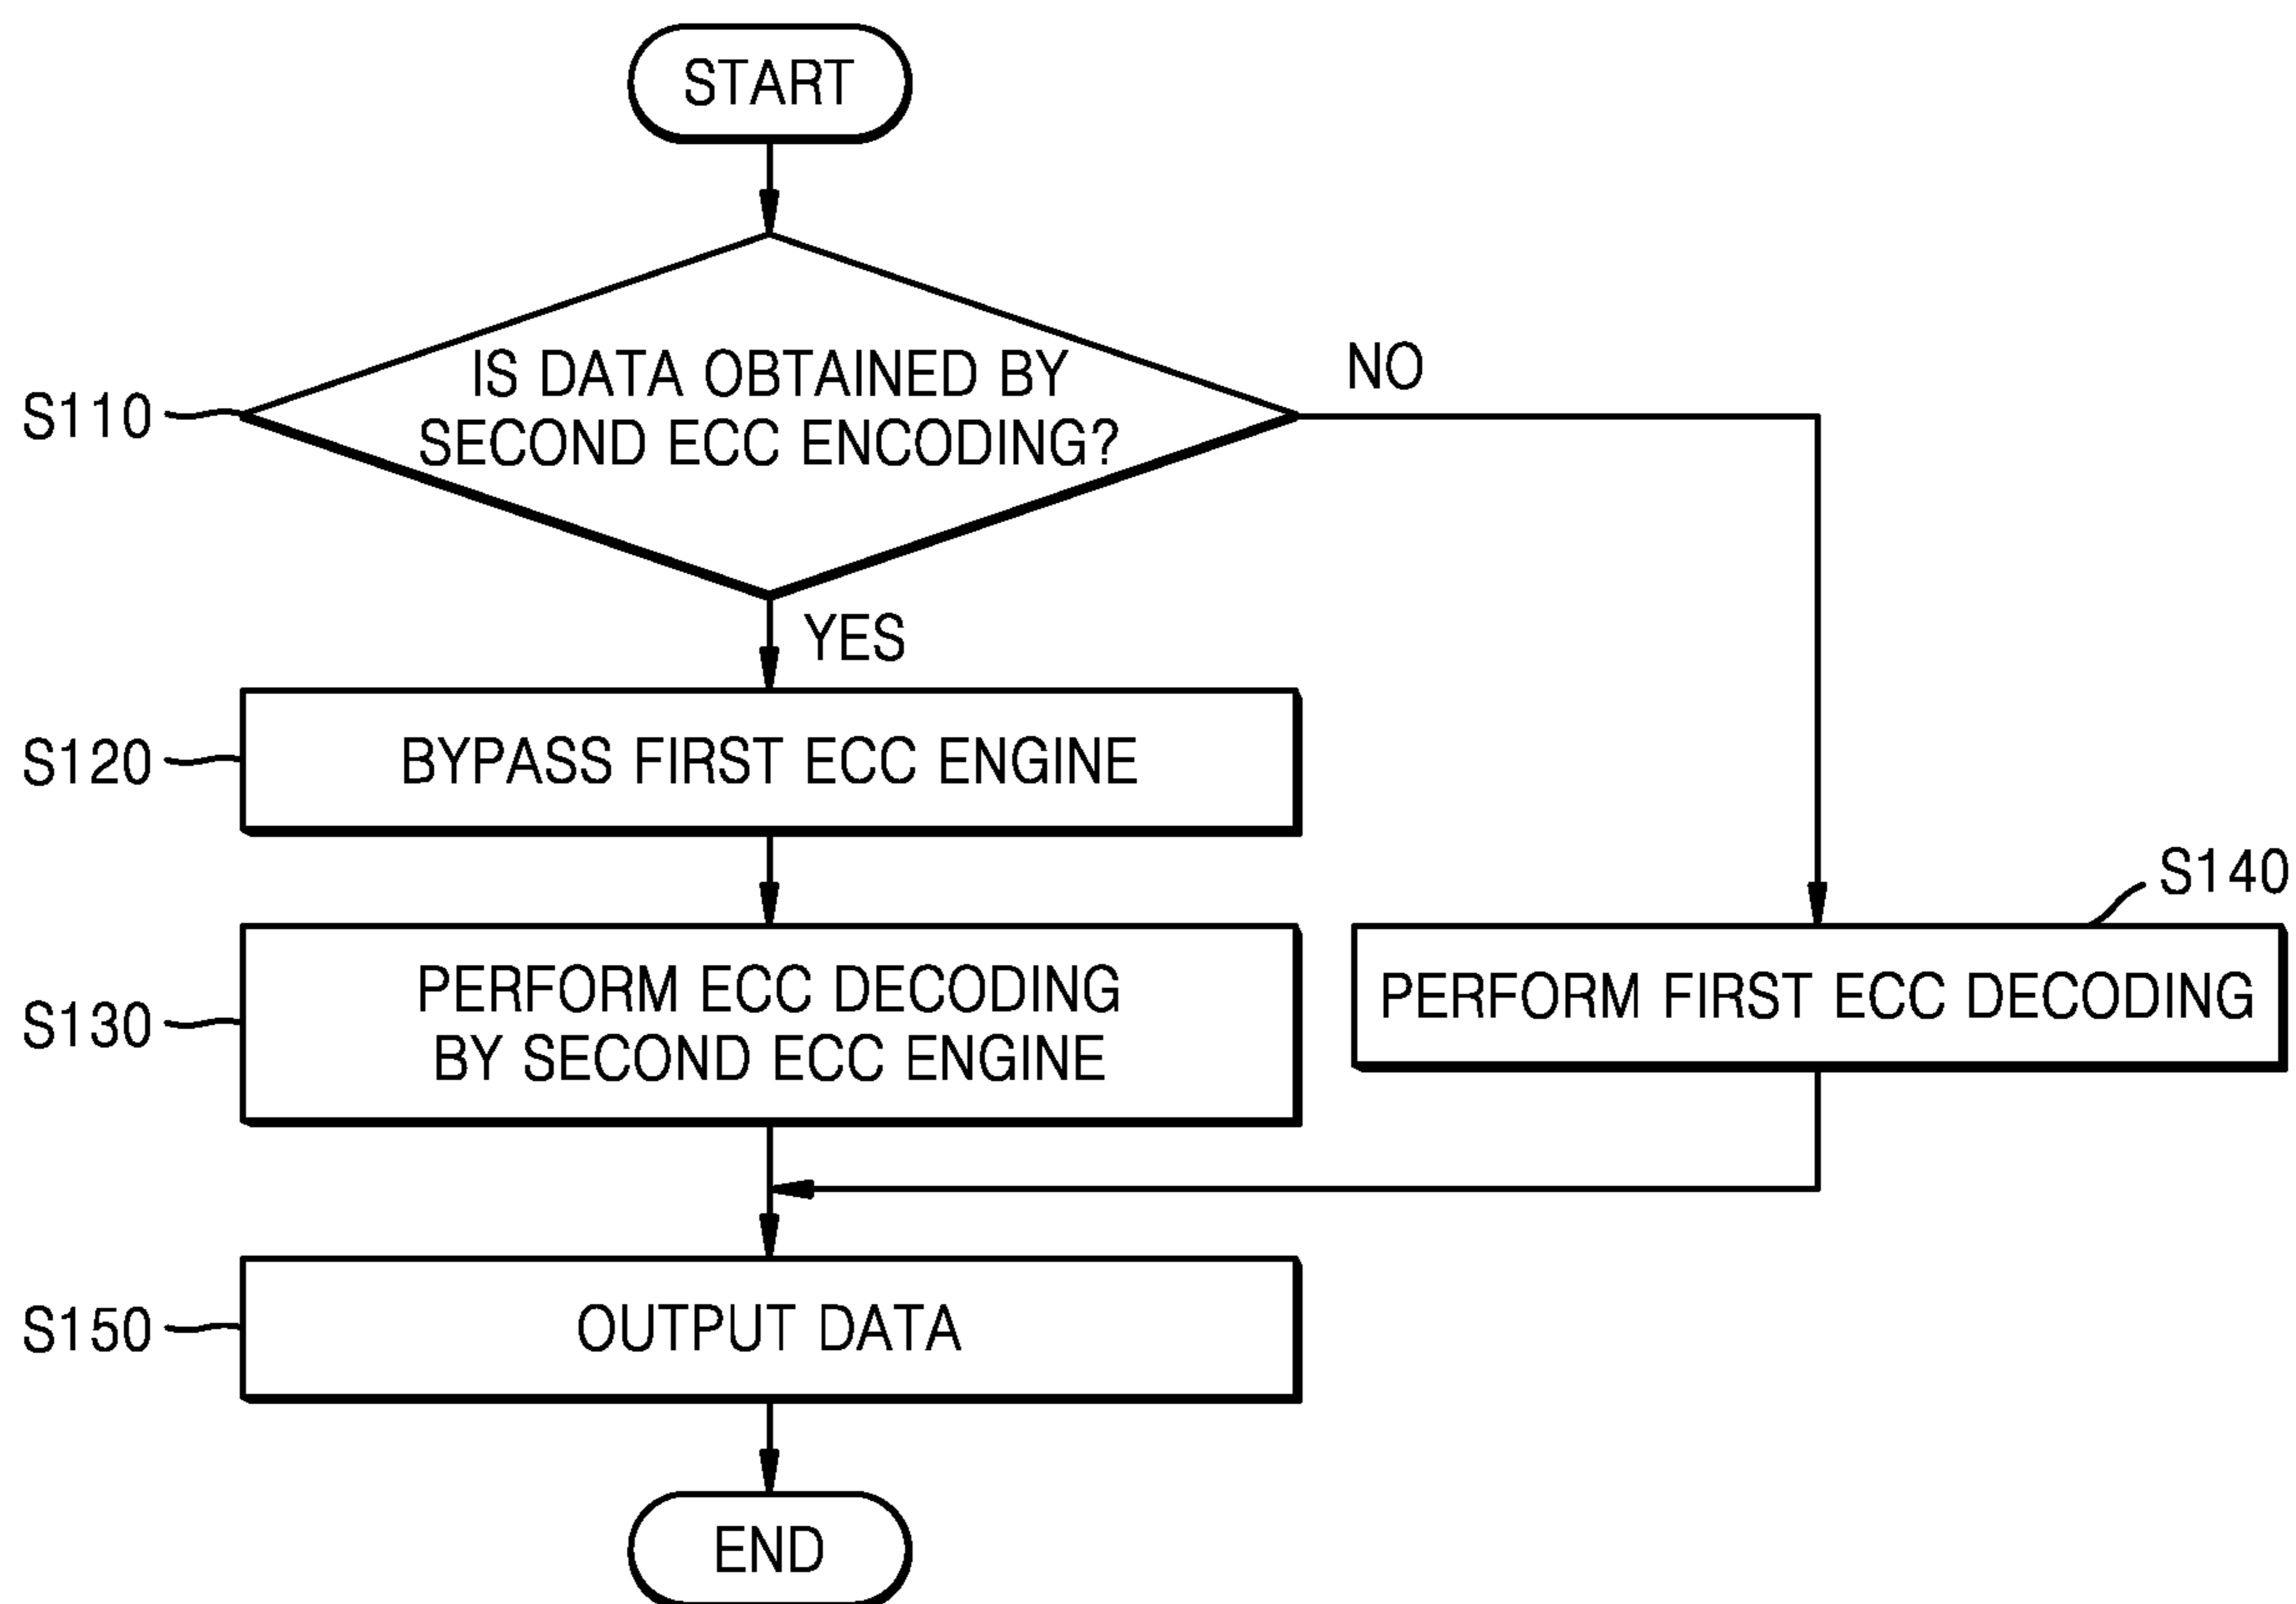 START
S110
IS DATA OBTAINED BY
SECOND ECC ENCODING?
NO
YES
S120
BYPASS FIRST ECC ENGINE
S130
PERFORM ECC DECODING
BY SECOND ECC ENGINE
S140
PERFORM FIRST ECC DECODING
S150
OUTPUT DATA
END